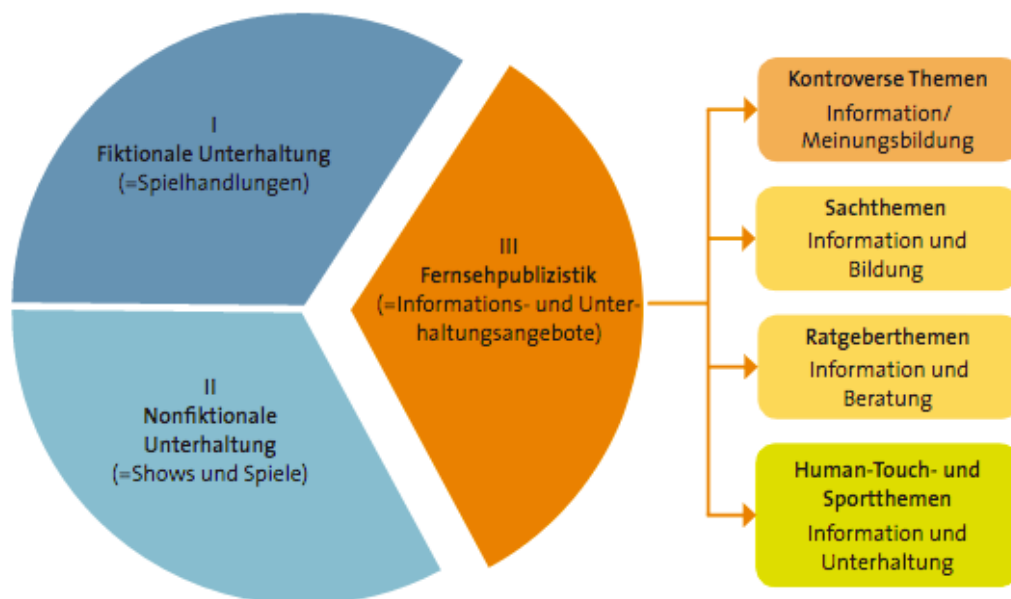 I
Fiktionale Unterhaltung
(=Spielhandlungen)
II
Nonfiktionale
Unterhaltung
(=Shows und Spiele)
III
Fernsehpublizistik
(=Informations- und Unter-
haltungsangebote)
Kontroverse Themen
Information/
Meinungsbildung
Sachthemen
Information und
Bildung
Ratgeberthemen
Information und
Beratung
Human-Touch- und
Sportthemen
Information und
Unterhaltung